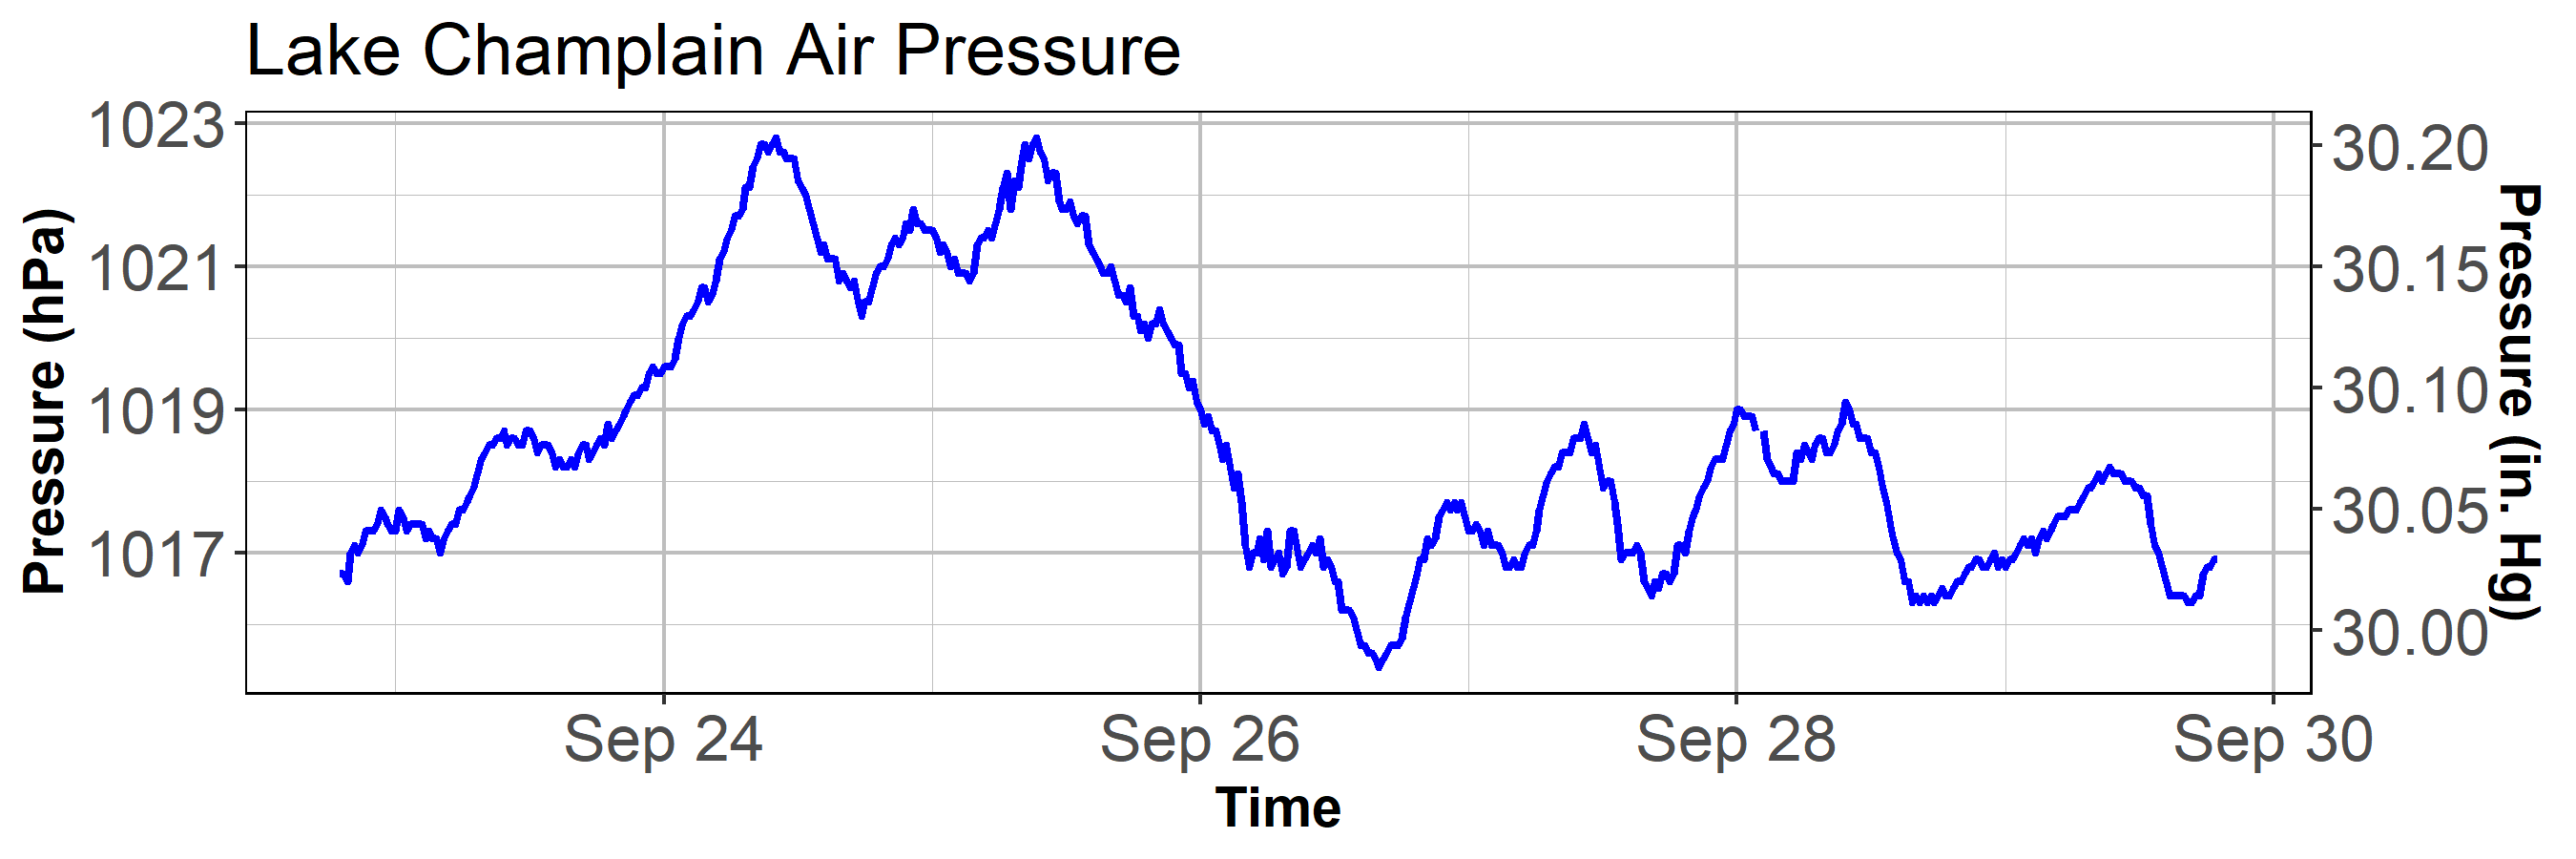 Lake Champlain Air Pressure
Pressure (hPa)
1023
1021
1019
1017
30.20
30.15
30.10
30.05
30.00
Pressure (in. Hg)
Sep 24
Sep 26
Sep 28
Sep 30
Time